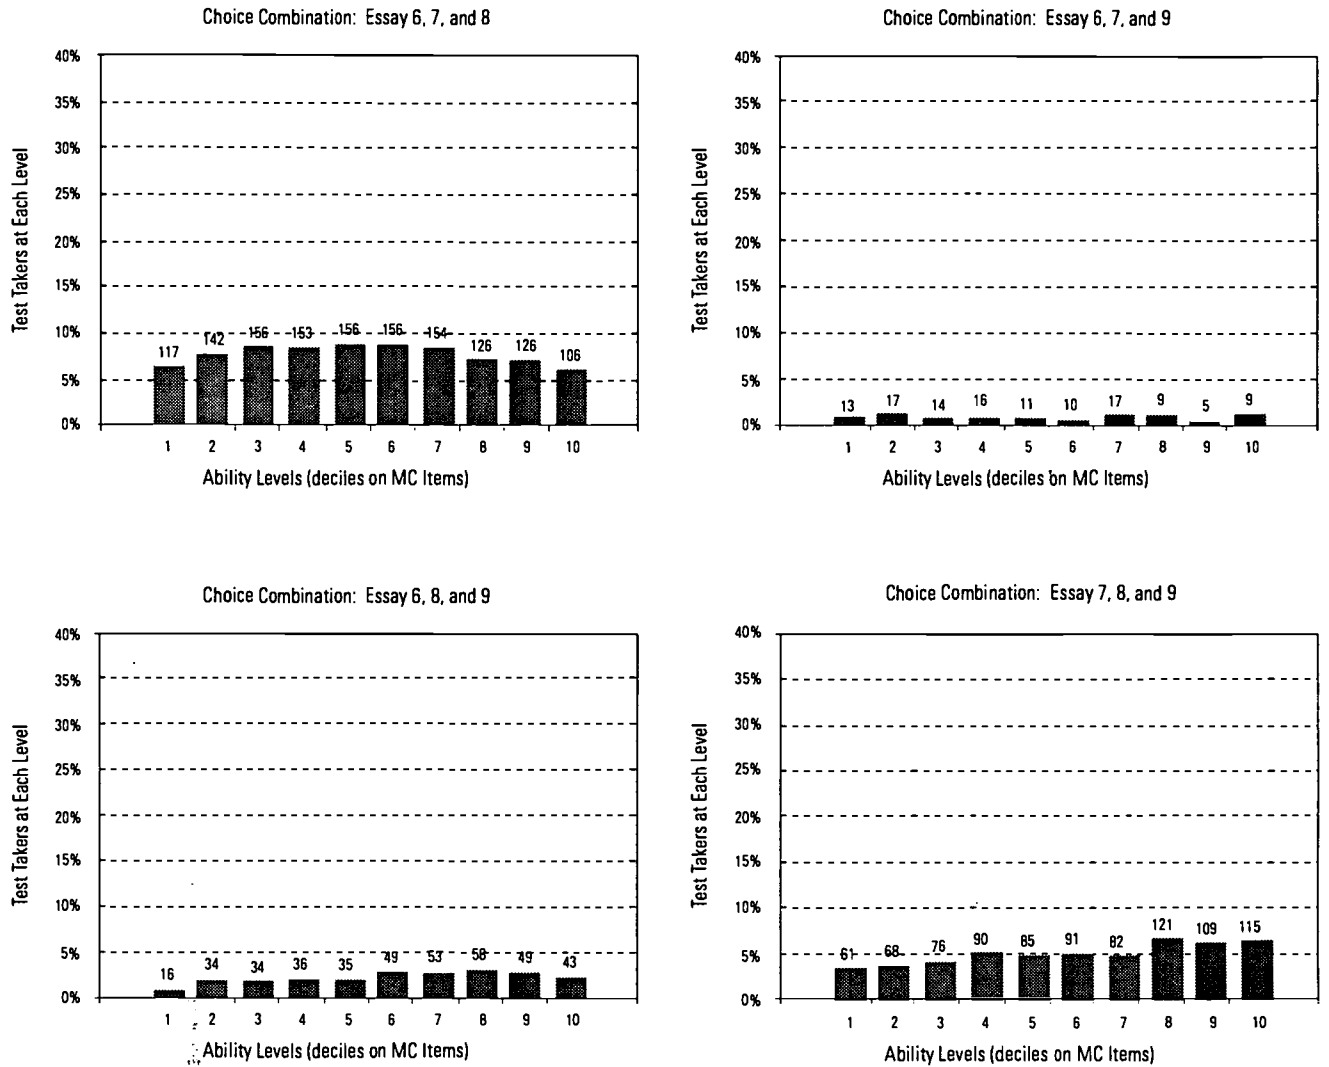 Choice Combination: Essay 6, 7, and 8
40%
35%
30%
25%
20%
15%
10%
5%
0%
Test Takers at Each Level
117 142 156 153 156 156 154 126 126 106
1 2 3 4 5 6 7 8 9 10
Ability Levels (deciles on MC Items)
Choice Combination: Essay 6, 7, and 9
40%
35%
30%
25%
20%
15%
10%
5%
0%
Test Takers at Each Level
13 17 14 16 11 10 17 9 5 9
1 2 3 4 5 6 7 8 9 10
Ability Levels (deciles on MC Items)
Choice Combination: Essay 6, 8, and 9
40%
35%
30%
25%
20%
15%
10%
5%
0%
Test Takers at Each Level
16 34 34 36 35 49 53 58 49 43
1 2 3 4 5 6 7 8 9 10
Ability Levels (deciles on MC Items)
Choice Combination: Essay 7, 8, and 9
40%
35%
30%
25%
20%
15%
10%
5%
0%
Test Takers at Each Level
61 68 76 90 85 91 82 121 109 115
1 2 3 4 5 6 7 8 9 10
Ability Levels (deciles on MC Items)